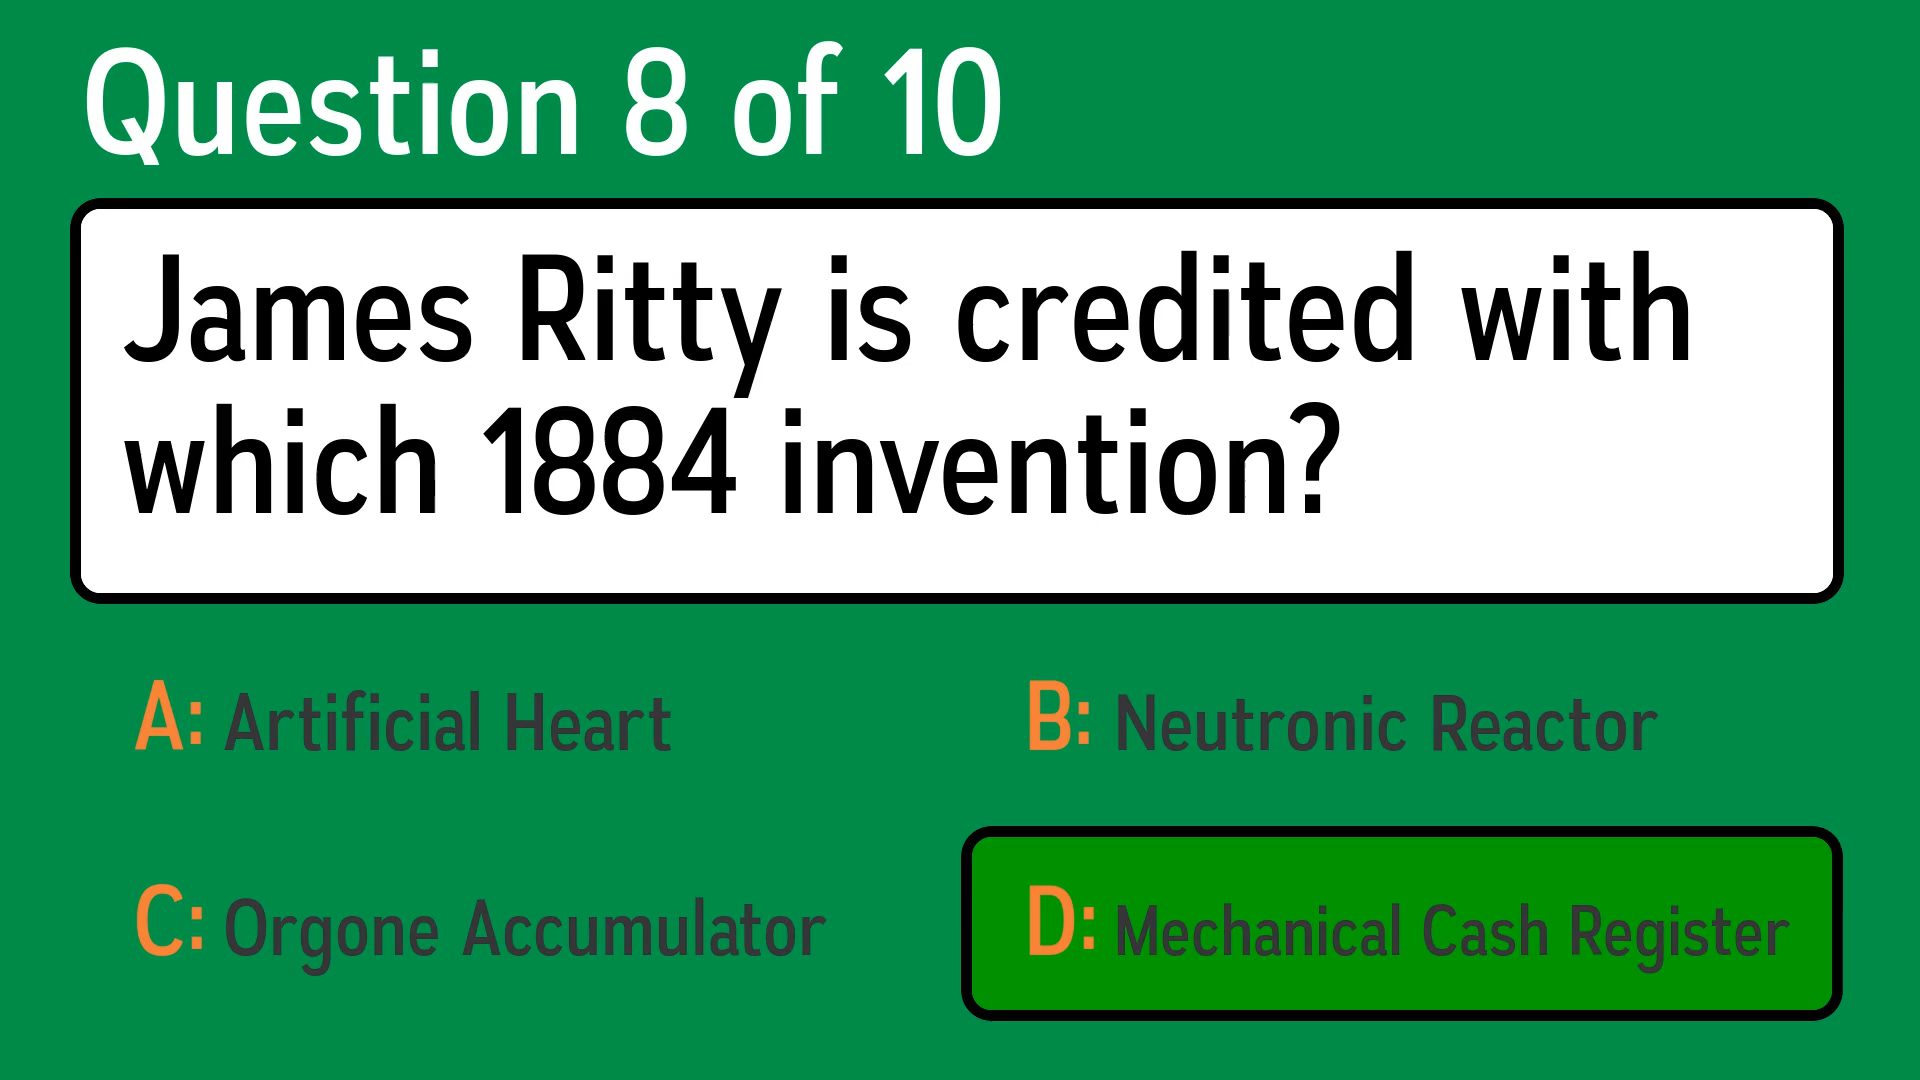 Question 8 of 10
James Ritty is credited with
which 1884 invention?
A: Artificial Heart
B: Neutronic Reactor
C: Orgone Accumulator
D: Mechanical Cash Register